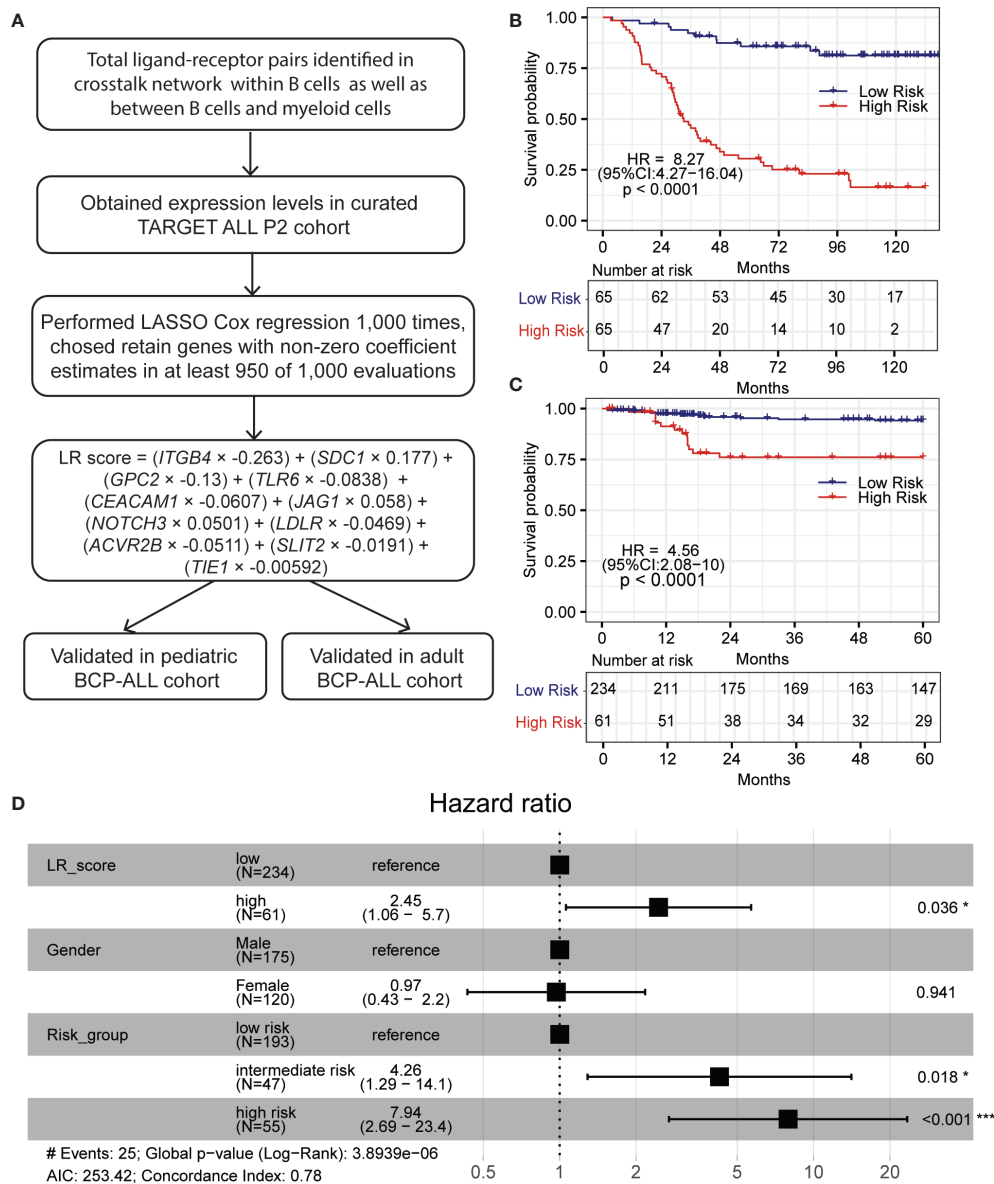 A
Total ligand-receptor pairs identified in
crosstalk network within B cells as well as
between B cells and myeloid cells
Obtained expression levels in curated
TARGET ALL P2 cohort
Performed LASSO Cox regression 1,000 times,
chosed retain genes with non-zero coefficient
estimates in at least 950 of 1,000 evaluations
LR score = (ITGB4 × -0.263) + (SDC1 × 0.177) +
(GPC2 × -0.13) + (TLR6 × -0.0838) +
(CEACAM1 × -0.0607) + (JAG1 × 0.058) +
(NOTCH3 × 0.0501) + (LDLR × -0.0469) +
(ACVR2B × -0.0511) + (SLIT2 × -0.0191) +
(TIE1 × -0.00592)
Validated in pediatric
BCP-ALL cohort
Validated in adult
BCP-ALL cohort
B
Survival probability
1.00
0.75
0.50
0.25
0.00
Low Risk
High Risk
HR = 8.27
(95%CI:4.27−16.04)
p < 0.0001
0 24 48 72 96 120
Number at risk
Months
Low Risk 65 62 53 45 30 17
High Risk 65 47 20 14 10 2
0 24 48 72 96 120
Months
C
Survival probability
1.00
0.75
0.50
0.25
0.00
Low Risk
High Risk
HR = 4.56
(95%CI:2.08−10)
p < 0.0001
0 12 24 36 48 60
Number at risk
Months
Low Risk 234 211 175 169 163 147
High Risk 61 51 38 34 32 29
0 12 24 36 48 60
Months
D
Hazard ratio
LR_score low (N=234) reference
high (N=61) 2.45 (1.06 − 5.7) 0.036 *
Gender Male (N=175) reference
Female (N=120) 0.97 (0.43 − 2.2) 0.941
Risk_group low risk (N=193) reference
intermediate risk (N=47) 4.26 (1.29 − 14.1) 0.018 *
high risk (N=55) 7.94 (2.69 − 23.4) <0.001 ***
# Events: 25; Global p−value (Log−Rank): 3.8939e−06
AIC: 253.42; Concordance Index: 0.78
0.5 1 2 5 10 20